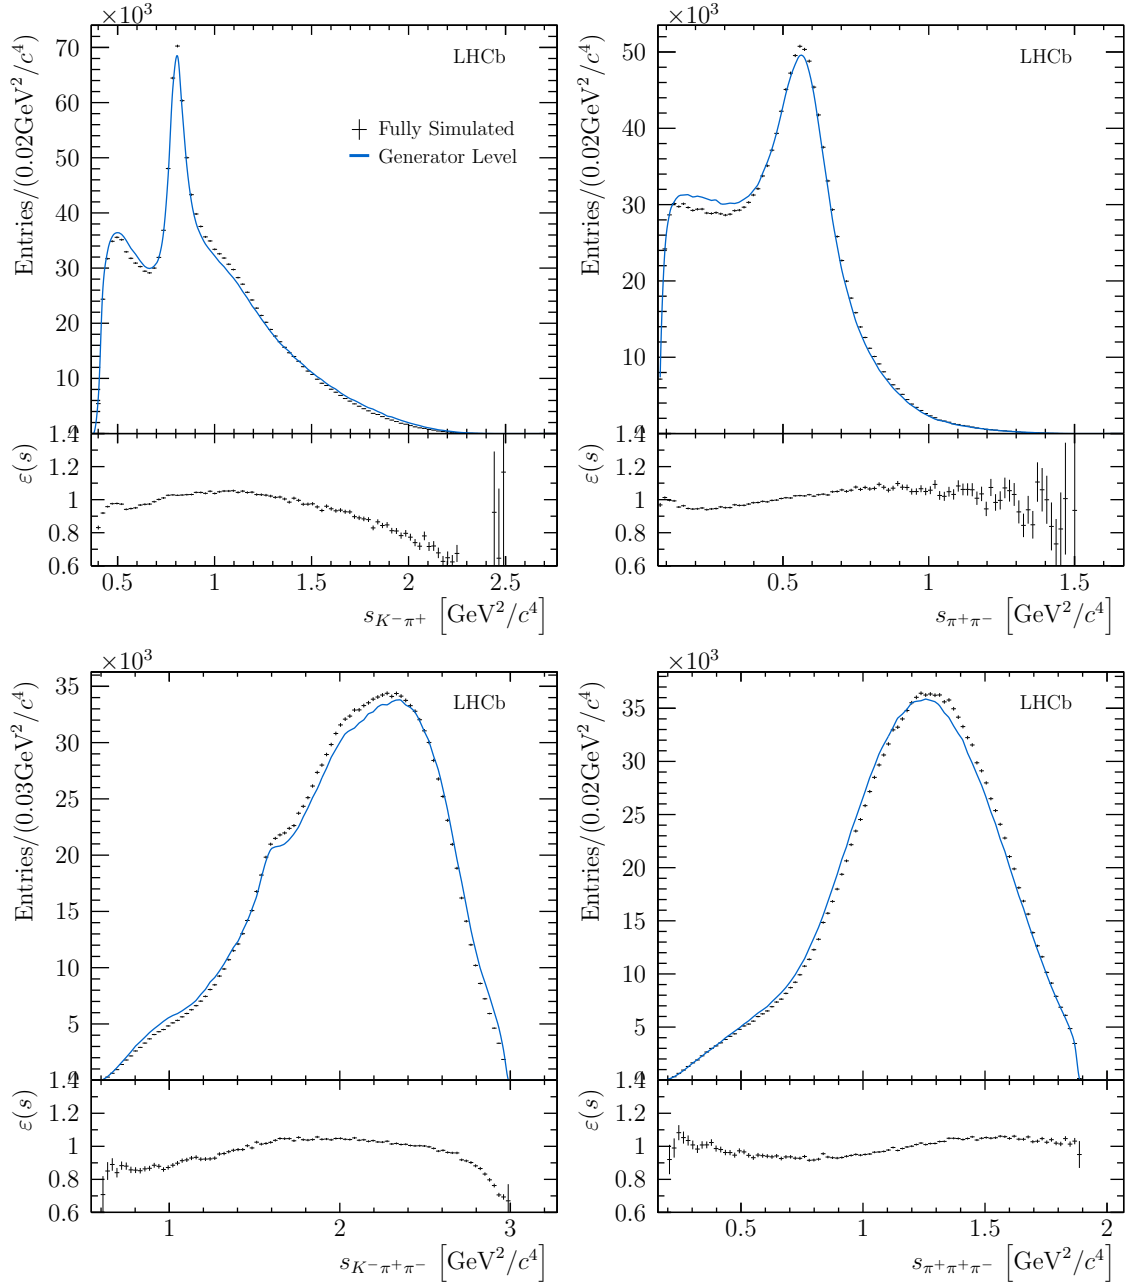 ×10³
Entries/(0.02GeV²/c⁴)
LHCb
Fully Simulated
Generator Level
70
60
50
40
30
20
10
0
ε(s)
1.4
1.2
1
0.8
0.6
0.5 1 1.5 2 2.5
s_{K⁻π⁺} [GeV²/c⁴]
×10³
Entries/(0.02GeV²/c⁴)
LHCb
50
40
30
20
10
0
ε(s)
1.4
1.2
1
0.8
0.6
0.5 1 1.5
s_{π⁺π⁻} [GeV²/c⁴]
×10³
Entries/(0.03GeV²/c⁴)
LHCb
35
30
25
20
15
10
5
0
ε(s)
1.4
1.2
1
0.8
0.6
1 2 3
s_{K⁻π⁺π⁻} [GeV²/c⁴]
×10³
Entries/(0.02GeV²/c⁴)
LHCb
35
30
25
20
15
10
5
0
ε(s)
1.4
1.2
1
0.8
0.6
0.5 1 1.5 2
s_{π⁺π⁺π⁻} [GeV²/c⁴]